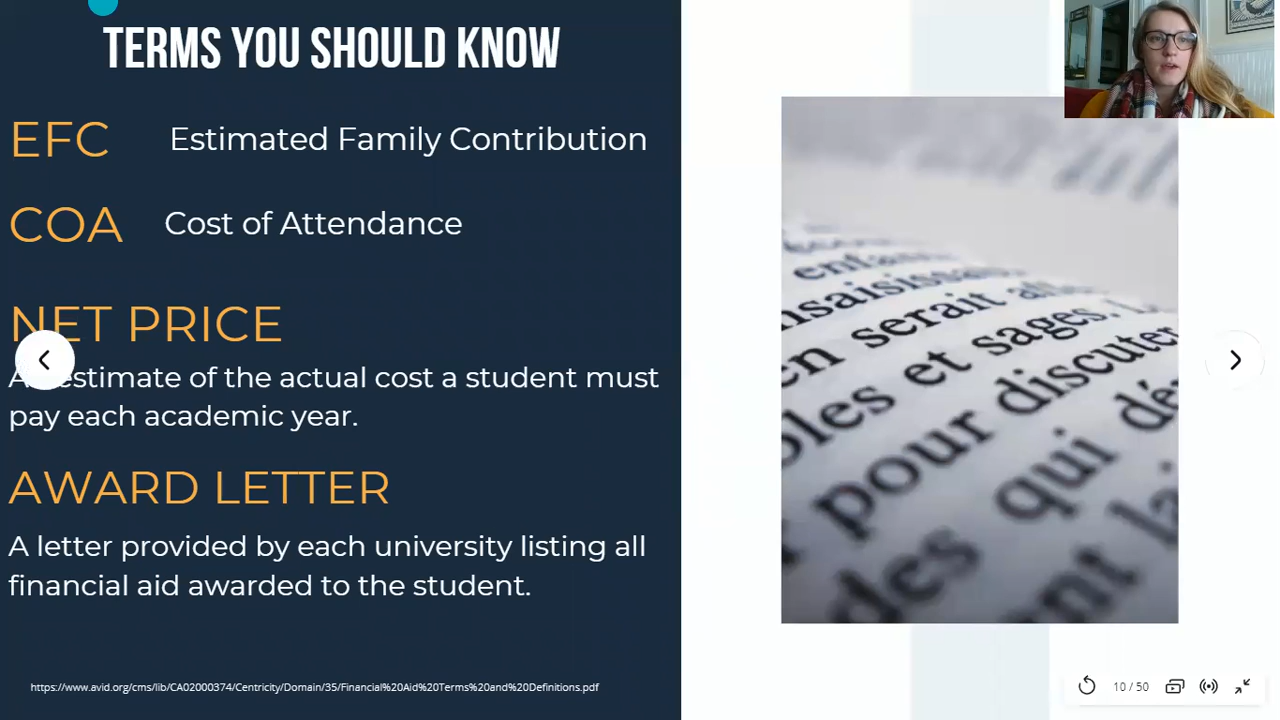 TERMS YOU SHOULD KNOW
EFC Estimated Family Contribution
COA Cost of Attendance
NET PRICE
estimate of the actual cost a student must
pay each academic year.
AWARD LETTER
A letter provided by each university listing all
financial aid awarded to the student.
https://www.avid.org/cms/lib/CA02000374/Centricity/Domain/35/Financial%20Aid%20Terms%20and%20Definitions.pdf
en serait
et sages.
pour discuter
des qui
10 / 50